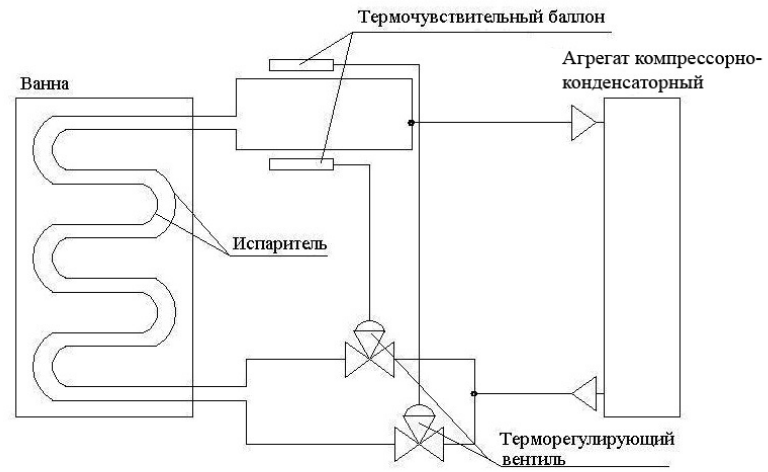 Термочувствительный баллон
Агрегат компрессорно-
конденсаторный
Ванна
Испаритель
Терморегулирующий
вентиль